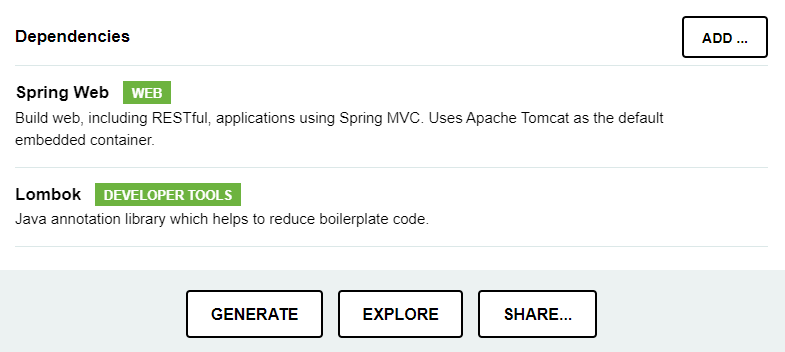 Dependencies
ADD ...
Spring Web WEB
Build web, including RESTful, applications using Spring MVC. Uses Apache Tomcat as the default
embedded container.
Lombok DEVELOPER TOOLS
Java annotation library which helps to reduce boilerplate code.
GENERATE EXPLORE SHARE...